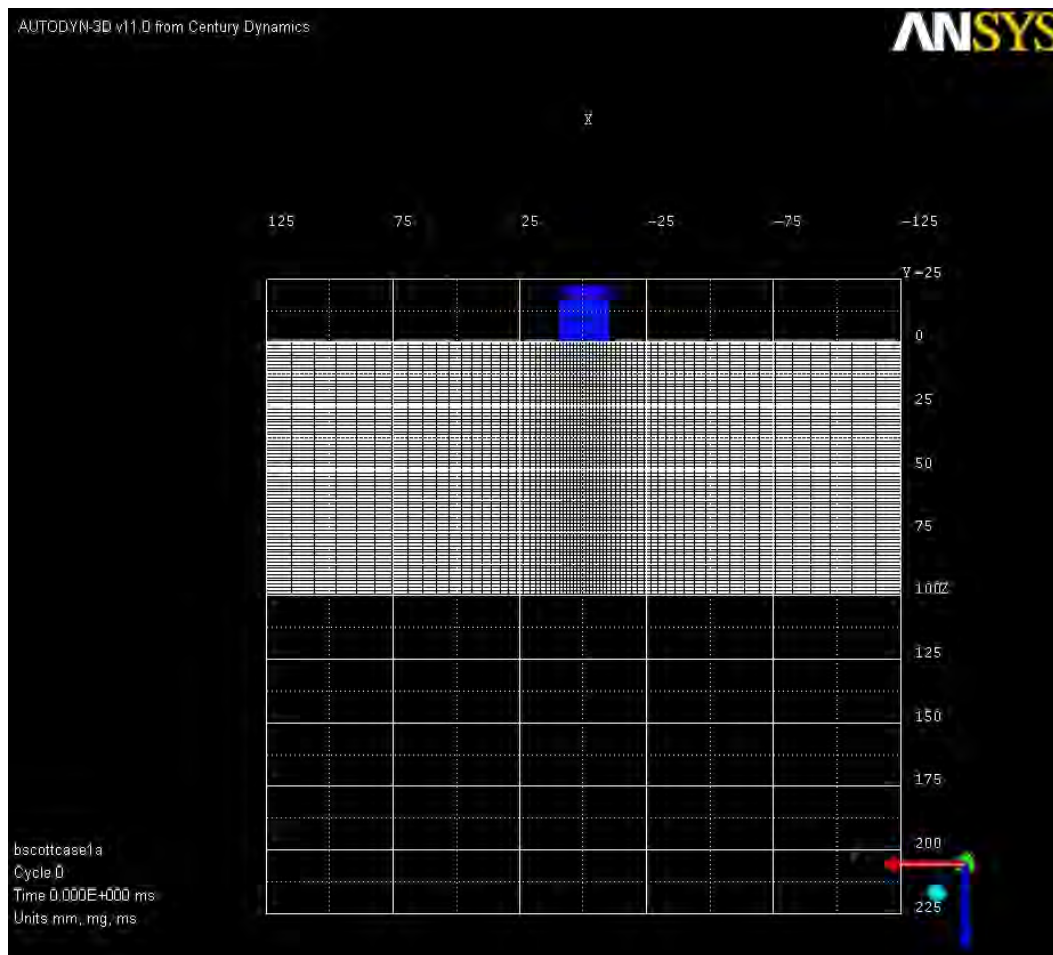 AUTODYN-3D v11.0 from Century Dynamics
ANSYS
X
125 75 25 -25 -75 -125
Y -25
0
25
50
75
100Z
125
150
175
200
225
bscottcase1a
Cycle 0
Time 0.000E+000 ms
Units mm, mg, ms